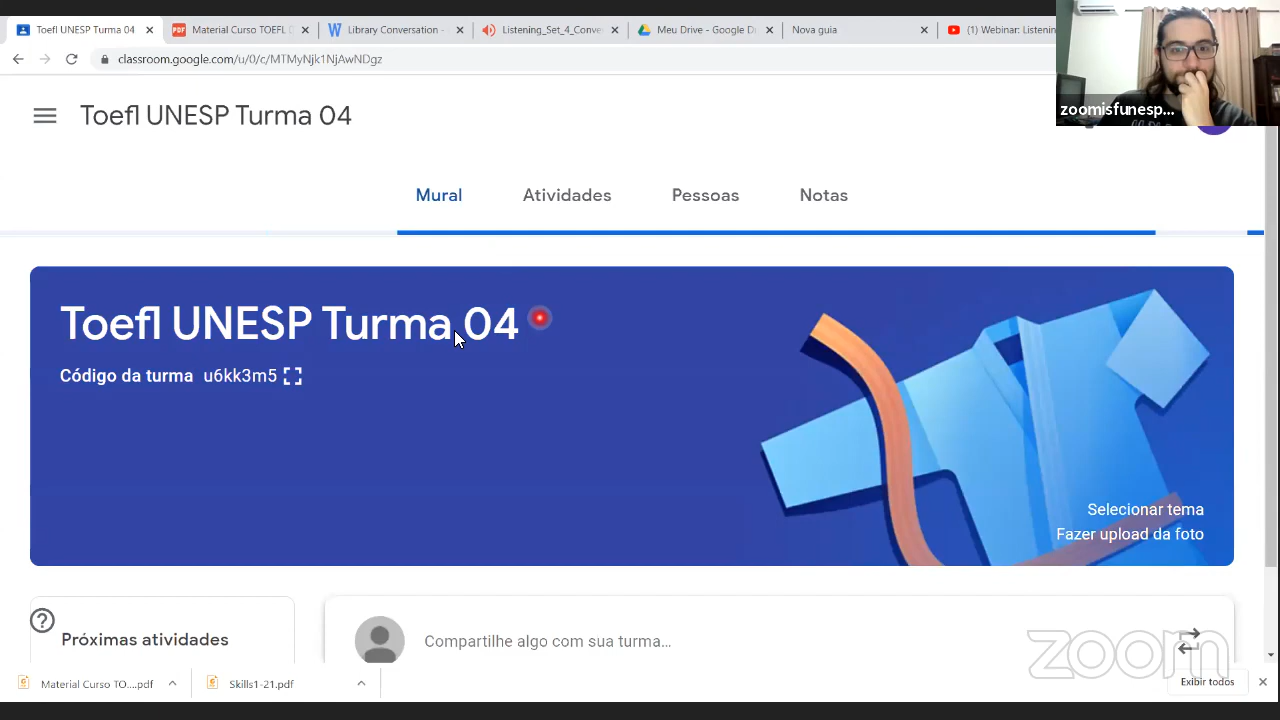 Toefl UNESP Turma 04
Material Curso TOEFL D
Library Conversation -
Listening_Set_4_Conve
Meu Drive - Google D
Nova guia
(1) Webinar: Listenin
classroom.google.com/u/0/c/MTMyNjk1NjAwNDgz
zoomisfunesp...
Toefl UNESP Turma 04
Mural
Atividades
Pessoas
Notas
Toefl UNESP Turma 04
Código da turma u6kk3m5
Selecionar tema
Fazer upload da foto
Próximas atividades
Compartilhe algo com sua turma...
zoom
Material Curso TO....pdf
Skills1-21.pdf
Exibir todos